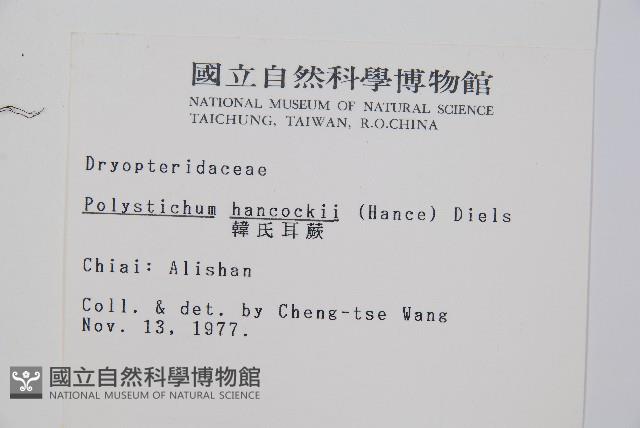 國立自然科學博物館
NATIONAL MUSEUM OF NATURAL SCIENCE
TAICHUNG, TAIWAN, R.O.CHINA
Dryopteridaceae
Polystichum hancockii (Hance) Diels
韓氏耳蕨
Chiai: Alishan
Coll. & det. by Cheng-tse Wang
Nov. 13, 1977.
國立自然科學博物館
NATIONAL MUSEUM OF NATURAL SCIENCE